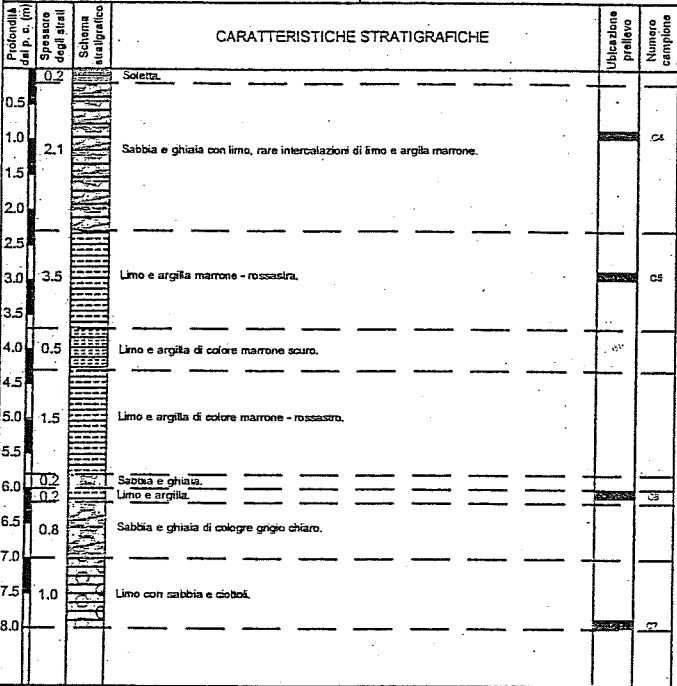 Profondità dal p. c. (m)
Spessore degli strati
Schema stratigrafico
CARATTERISTICHE STRATIGRAFICHE
Ubicazione prelievo
Numero campione
0.2
Soletta.
0.5
1.0
2.1
Sabbia e ghiaia con limo, rare intercalazioni di limo e argila marrone.
C4
1.5
2.0
2.5
3.0
3.5
Limo e argilla marrone - rossastra.
C5
3.5
4.0
0.5
Limo e argilla di colore marrone scuro.
4.5
5.0
1.5
Limo e argilla di colore marrone - rossastro.
5.5
0.2
Sabbia e ghiaia.
6.0
0.2
Limo e argilla.
C6
6.5
0.8
Sabbia e ghiaia di cologre grigio chiaro.
7.0
7.5
1.0
Limo con sabbia e ciottoli.
8.0
C7